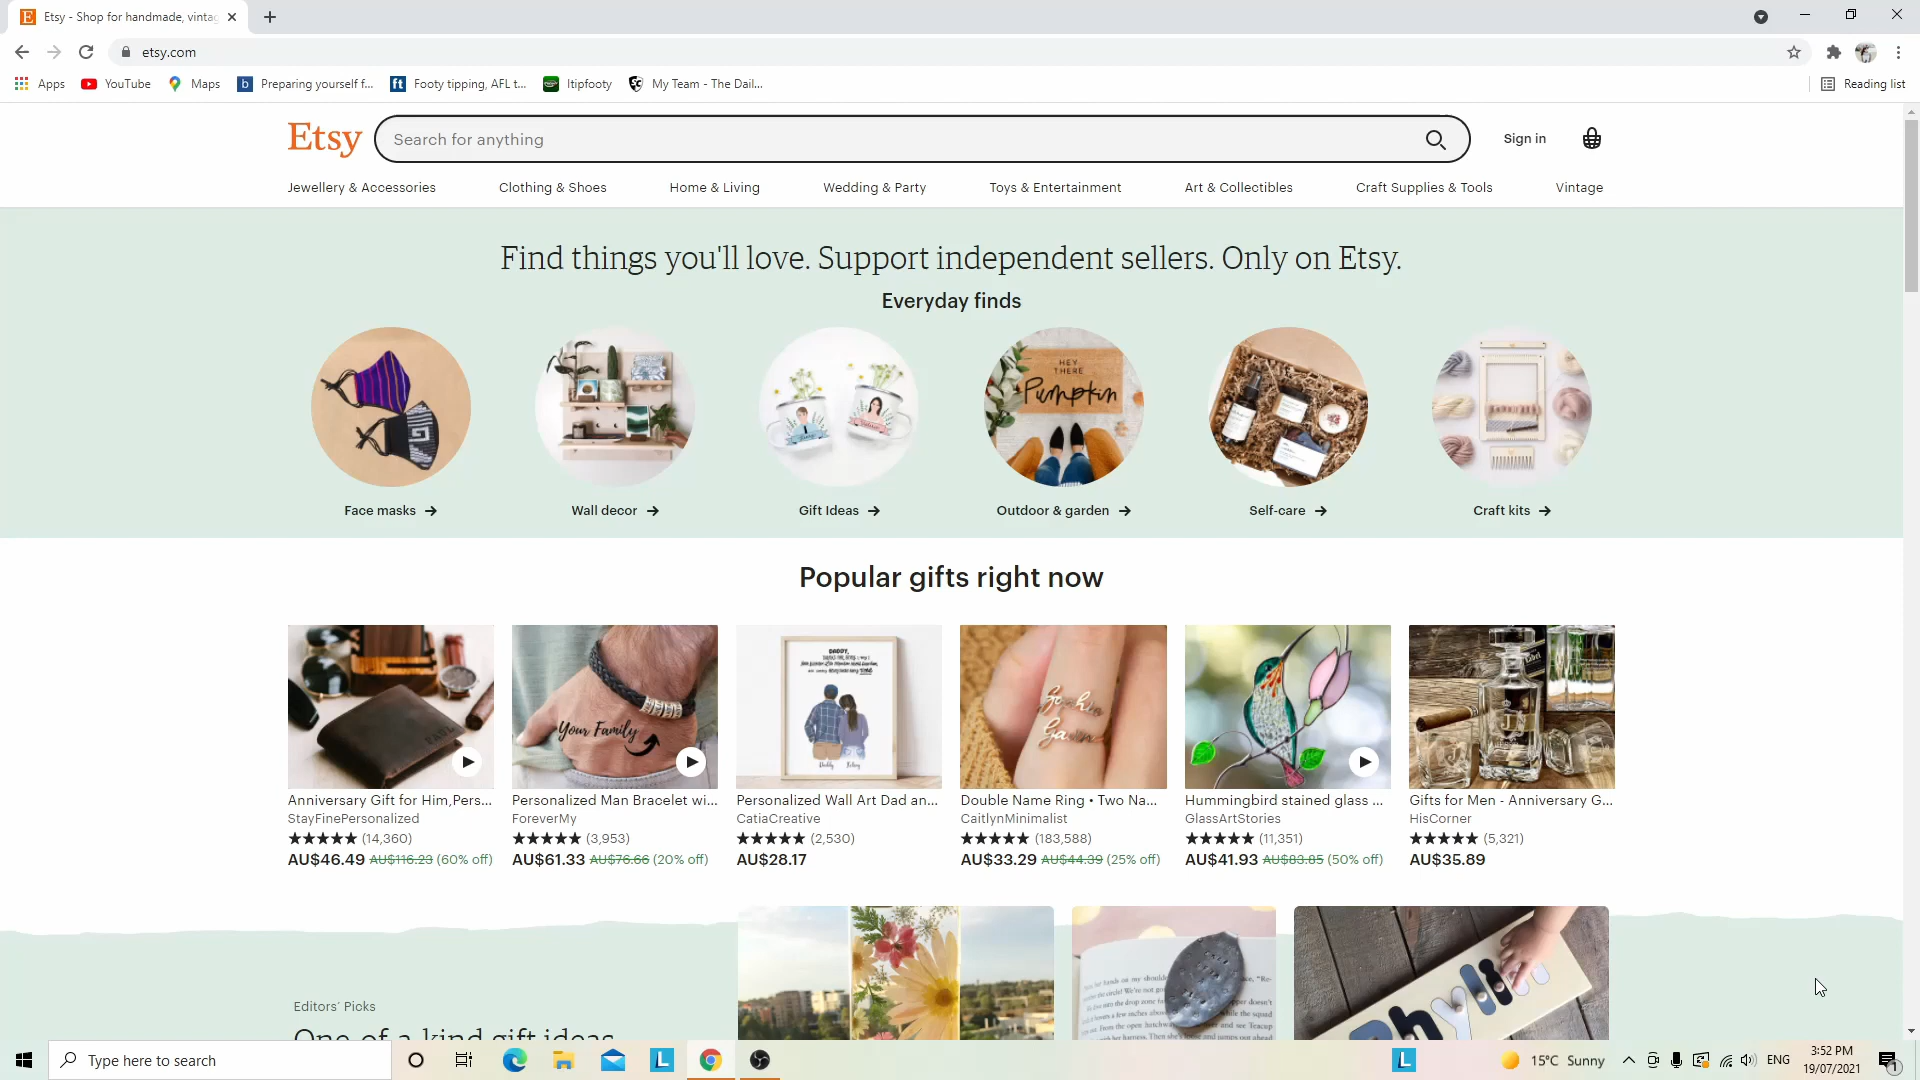 Etsy - Shop for handmade, vintag
etsy.com
Apps YouTube Maps Preparing yourself f... Footy tipping, AFL t... Itipfooty My Team - The Dail... Reading list
Etsy Search for anything Sign in
Jewellery & Accessories Clothing & Shoes Home & Living Wedding & Party Toys & Entertainment Art & Collectibles Craft Supplies & Tools Vintage
Find things you'll love. Support independent sellers. Only on Etsy.
Everyday finds
HEY
THERE
Pumpkin
Face masks → Wall decor → Gift Ideas → Outdoor & garden → Self-care → Craft kits →
Popular gifts right now
DADDY,
Your Family
Sophie
Daddy
Anniversary Gift for Him,Pers... Personalized Man Bracelet wi... Personalized Wall Art Dad an... Double Name Ring • Two Na... Hummingbird stained glass ... Gifts for Men - Anniversary G...
StayFinePersonalized ForeverMy CatiaCreative CaitlynMinimalist GlassArtStories HisCorner
★★★★★ (14,360) ★★★★★ (3,953) ★★★★★ (2,530) ★★★★★ (183,588) ★★★★★ (11,351) ★★★★★ (5,321)
AU$46.49 AU$116.23 (60% off) AU$61.33 AU$76.66 (20% off) AU$28.17 AU$33.29 AU$44.39 (25% off) AU$41.93 AU$83.85 (50% off) AU$35.89
Editors' Picks
One of a kind gift ideas
Type here to search 15°C Sunny ENG 3:52 PM
19/07/2021
1